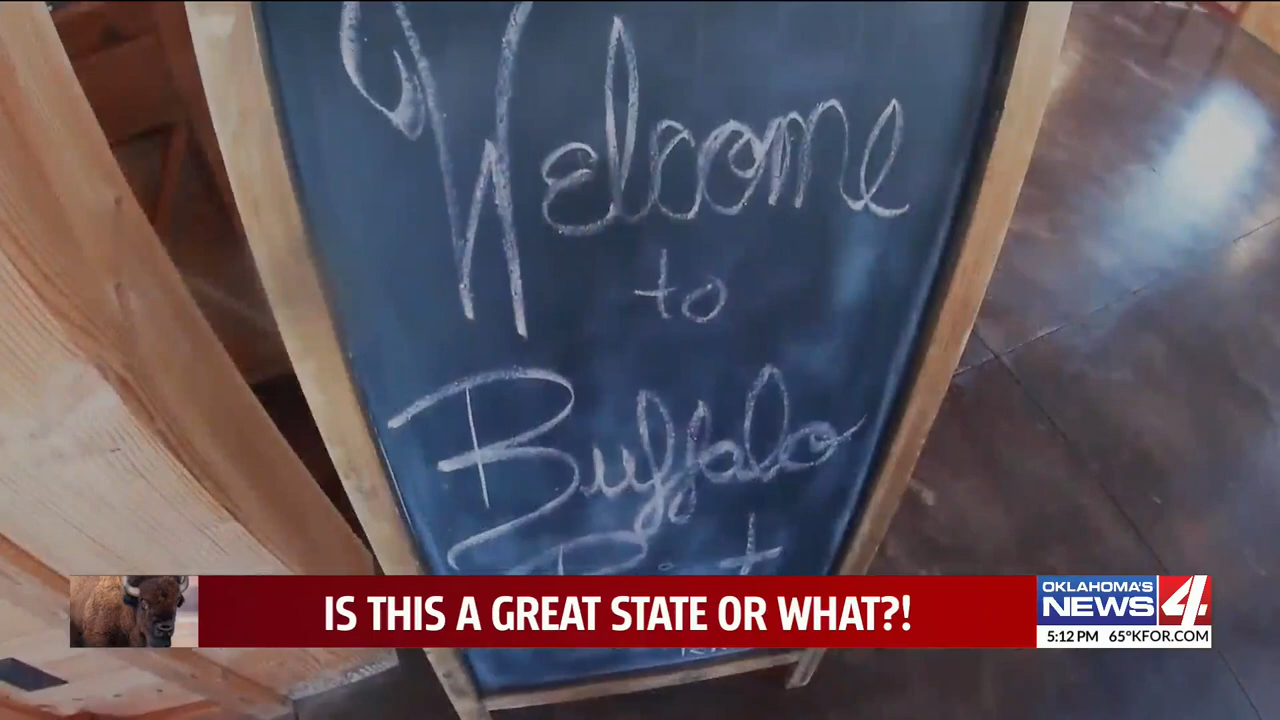 Welcome
to
Buffalo
IS THIS A GREAT STATE OR WHAT?!
OKLAHOMA'S
NEWS 4
5:12 PM 65° KFOR.COM